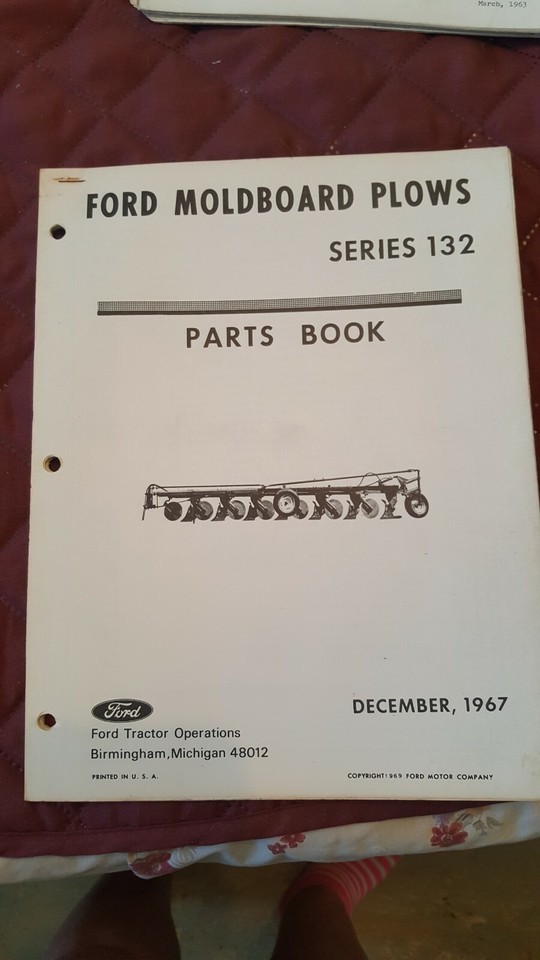 March, 1963
FORD MOLDBOARD PLOWS
SERIES 132
PARTS BOOK
Ford
DECEMBER, 1967
Ford Tractor Operations
Birmingham,Michigan 48012
PRINTED IN U. S. A.
COPYRIGHT 1969 FORD MOTOR COMPANY